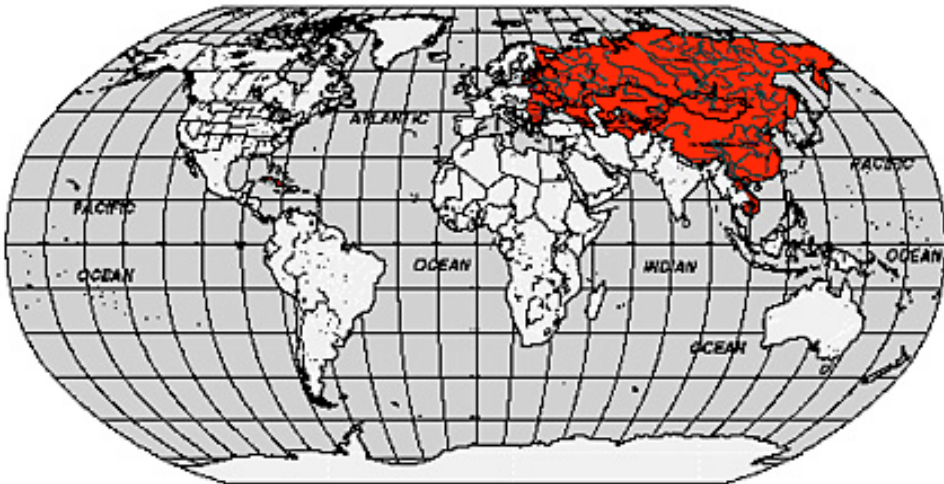 ATLANTIC
PACIFIC
PACIFIC
OCEAN
OCEAN
INDIAN
OCEAN
OCEAN